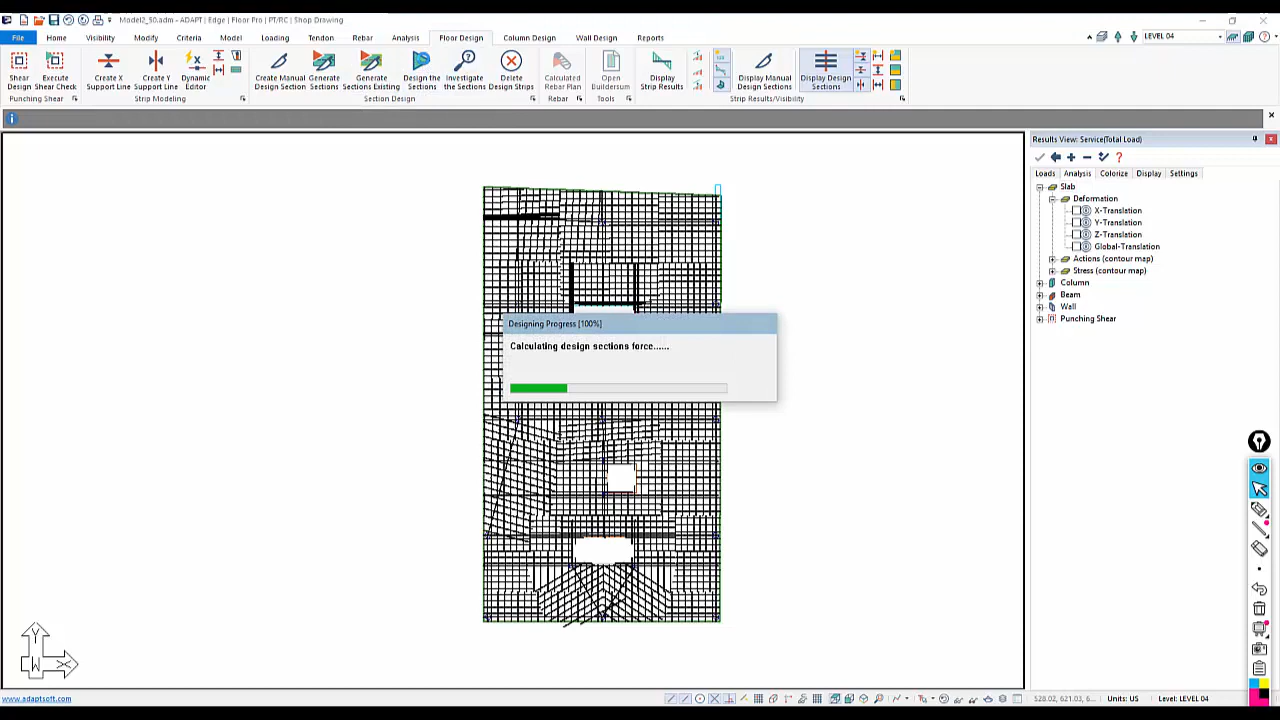 Model2_50.adm - ADAPT | Edge | Floor Pro | PT/RC | Shop Drawing
File Home Visibility Modify Criteria Model Loading Tendon Rebar Analysis Floor Design Column Design Wall Design Reports LEVEL 04
Shear Design Execute Shear Check Create X Support Line Create Y Support Line Dynamic Editor Create Manual Design Section Generate Sections Generate Sections Existing Design the Sections Investigate the Sections Delete Design Strips Calculated Rebar Plan Open Buildersum Display Strip Results Display Manual Design Sections Display Design Sections
Punching Shear Strip Modeling Section Design Rebar Tools Strip Results/Visibility
Results View: Service(Total Load)
Loads Analysis Colorize Display Settings
Slab
Deformation
X-Translation
Y-Translation
Z-Translation
Global-Translation
Actions (contour map)
Stress (contour map)
Column
Beam
Wall
Punching Shear
Designing Progress [100%]
Calculating design sections force......
Y
W X
www.adaptsoft.com
528.02, 621.03, 6... Units: US Level: LEVEL 04